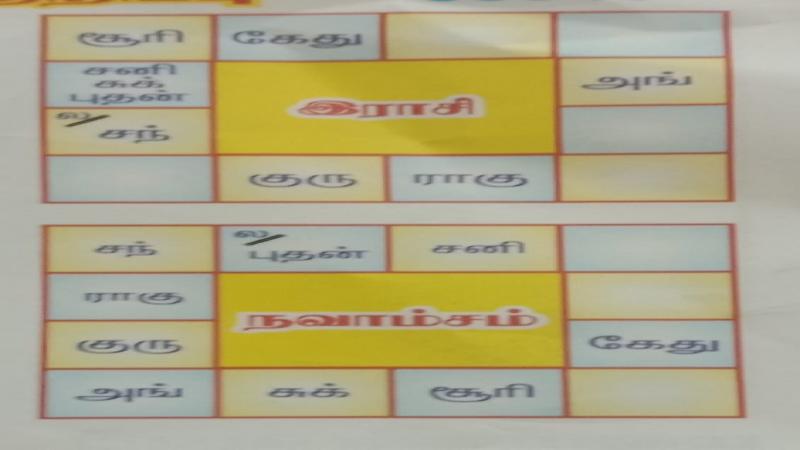 சூரி கேது
சனி
சுக்
புதன்
அங்
இராசி
ல/ சந்
குரு ராகு
சந் ல/ புதன் சனி
ராகு
நவாம்சம்
குரு கேது
அங் சுக் சூரி